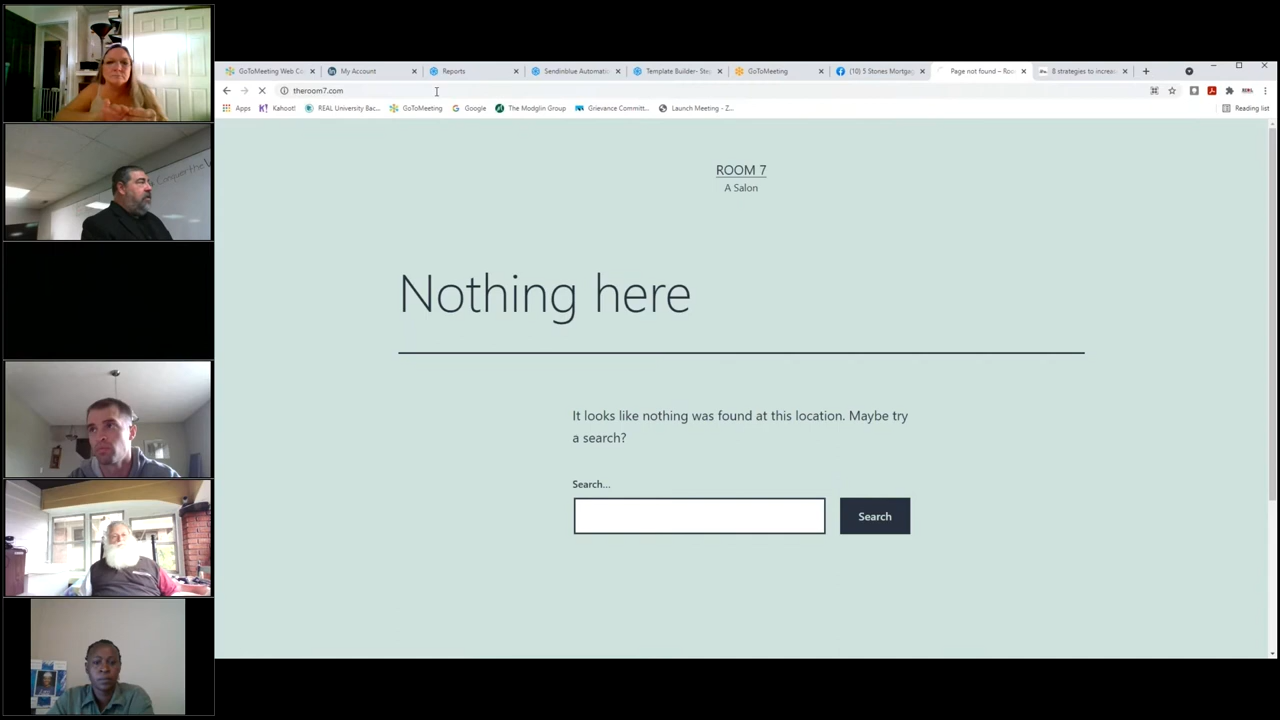 GoToMeeting Web Co
My Account
Reports
Sendinblue Automati
Template Builder- Ste
GoToMeeting
(10) 5 Stones Mortga
Page not found – Roo
8 strategies to increa
theroom7.com
Apps
Kahoot!
REAL University Bac...
GoToMeeting
Google
The Modglin Group
Grievance Committ...
Launch Meeting - Z...
Reading list
ROOM 7
A Salon
Nothing here
It looks like nothing was found at this location. Maybe try
a search?
Search...
Search
Conquer the